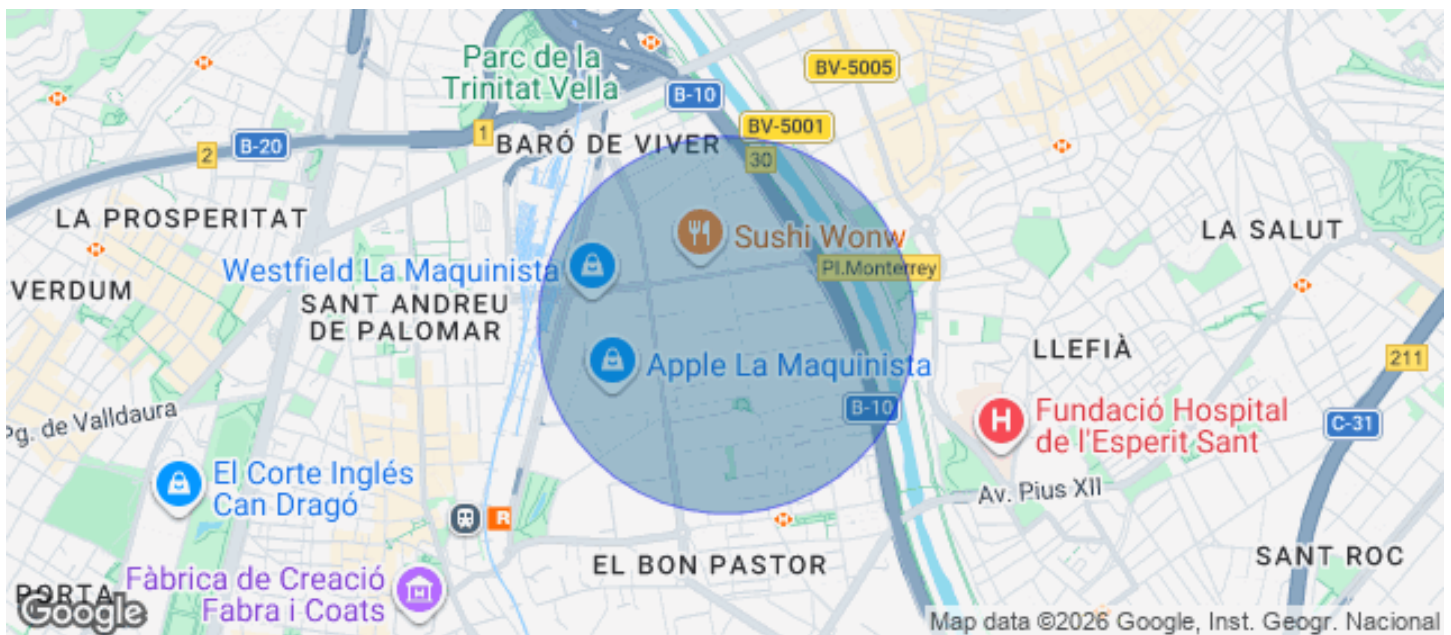 Parc de la
Trinitat Vella
BV-5005
B-10
1
BV-5001
B-20
2
BARÓ DE VIVER
30
LA PROSPERITAT
Sushi Wonw
LA SALUT
Westfield La Maquinista
Pl.Monterrey
VERDUM
SANT ANDREU
DE PALOMAR
LLEFIÀ
211
Apple La Maquinista
B-10
Pg. de Valldaura
Fundació Hospital
de l'Esperit Sant
C-31
El Corte Inglés
Can Dragó
Av. Pius XII
R
EL BON PASTOR
SANT ROC
Fàbrica de Creació
Fabra i Coats
PORTA
Google
Map data ©2026 Google, Inst. Geogr. Nacional